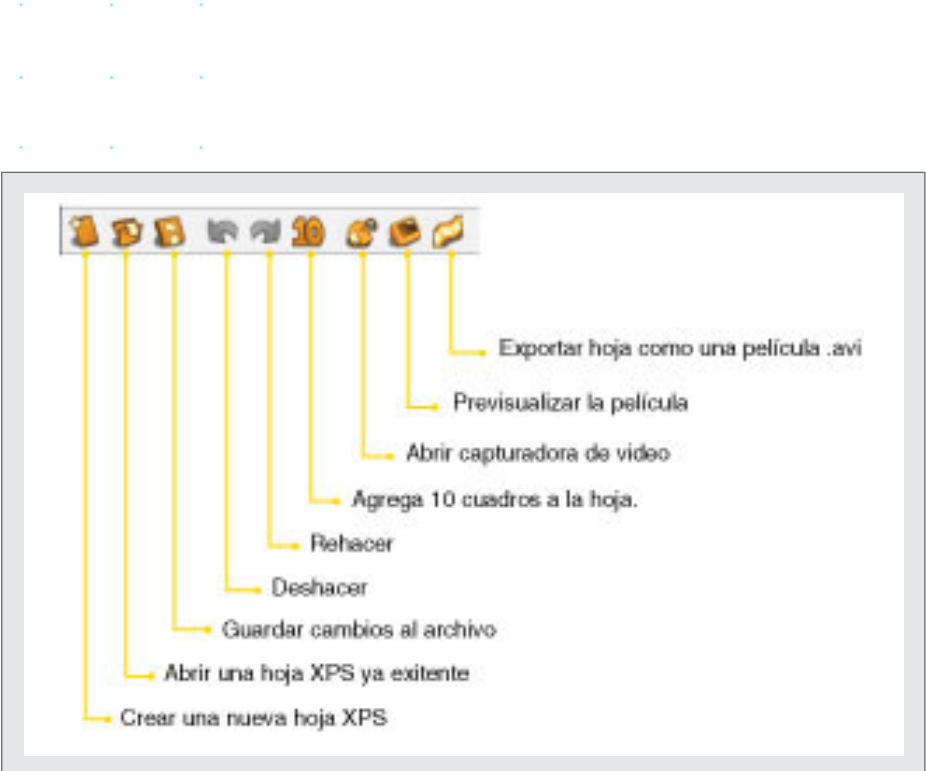 10
Exportar hoja como una película .avi
Previsualizar la película
Abrir capturadora de video
Agrega 10 cuadros a la hoja.
Rehacer
Deshacer
Guardar cambios al archivo
Abrir una hoja XPS ya exitente
Crear una nueva hoja XPS